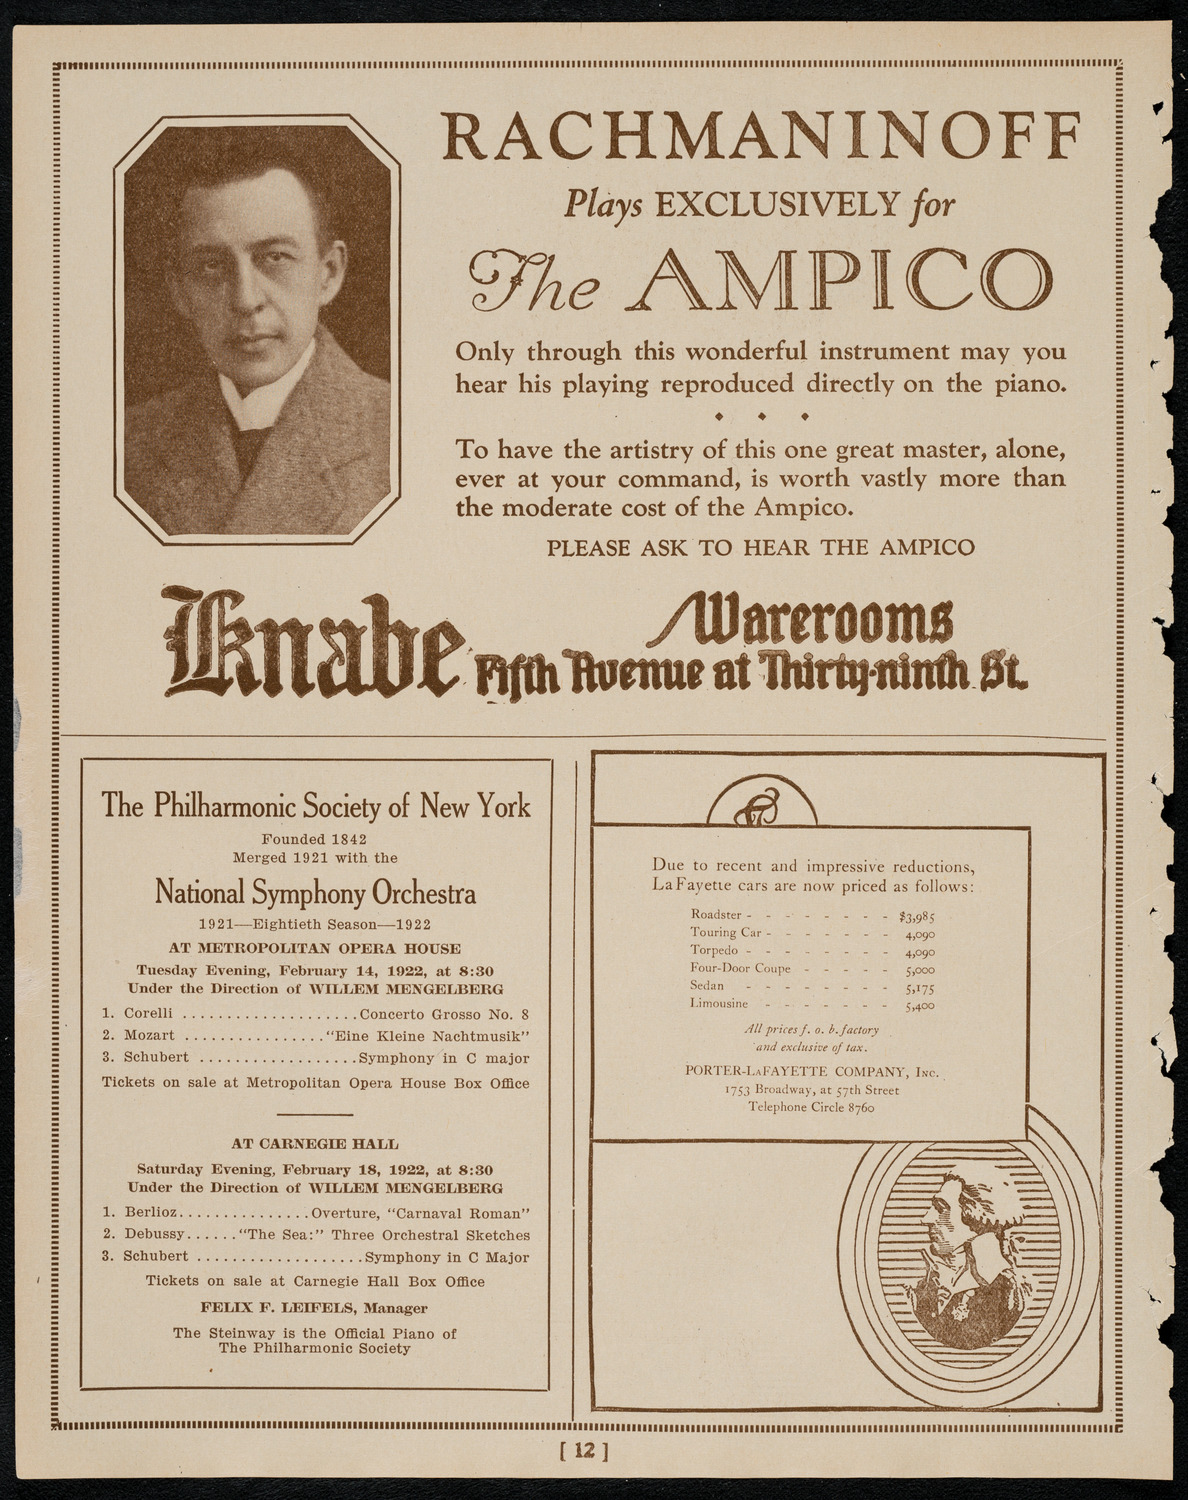 RACHMANINOFF
Plays EXCLUSIVELY for
The AMPICO
Only through this wonderful instrument may you
hear his playing reproduced directly on the piano.
To have the artistry of this one great master, alone,
ever at your command, is worth vastly more than
the moderate cost of the Ampico.
PLEASE ASK TO HEAR THE AMPICO
Knabe Warerooms
Fifth Avenue at Thirty-ninth St.
The Philharmonic Society of New York
Founded 1842
Merged 1921 with the
National Symphony Orchestra
1921—Eightieth Season—1922
AT METROPOLITAN OPERA HOUSE
Tuesday Evening, February 14, 1922, at 8:30
Under the Direction of WILLEM MENGELBERG
1. Corelli ....................Concerto Grosso No. 8
2. Mozart ................"Eine Kleine Nachtmusik"
3. Schubert ..................Symphony in C major
Tickets on sale at Metropolitan Opera House Box Office
AT CARNEGIE HALL
Saturday Evening, February 18, 1922, at 8:30
Under the Direction of WILLEM MENGELBERG
1. Berlioz...............Overture, "Carnaval Roman"
2. Debussy......"The Sea:" Three Orchestral Sketches
3. Schubert ...................Symphony in C Major
Tickets on sale at Carnegie Hall Box Office
FELIX F. LEIFELS, Manager
The Steinway is the Official Piano of
The Philharmonic Society
Due to recent and impressive reductions,
LaFayette cars are now priced as follows:
Roadster - - - - - - - - $3,985
Touring Car - - - - - - - 4,090
Torpedo - - - - - - - - 4,090
Four-Door Coupe - - - - - 5,000
Sedan - - - - - - - - 5,175
Limousine - - - - - - - 5,400
All prices f. o. b. factory
and exclusive of tax.
PORTER-LAFAYETTE COMPANY, Inc.
1753 Broadway, at 57th Street
Telephone Circle 8760
[ 12 ]